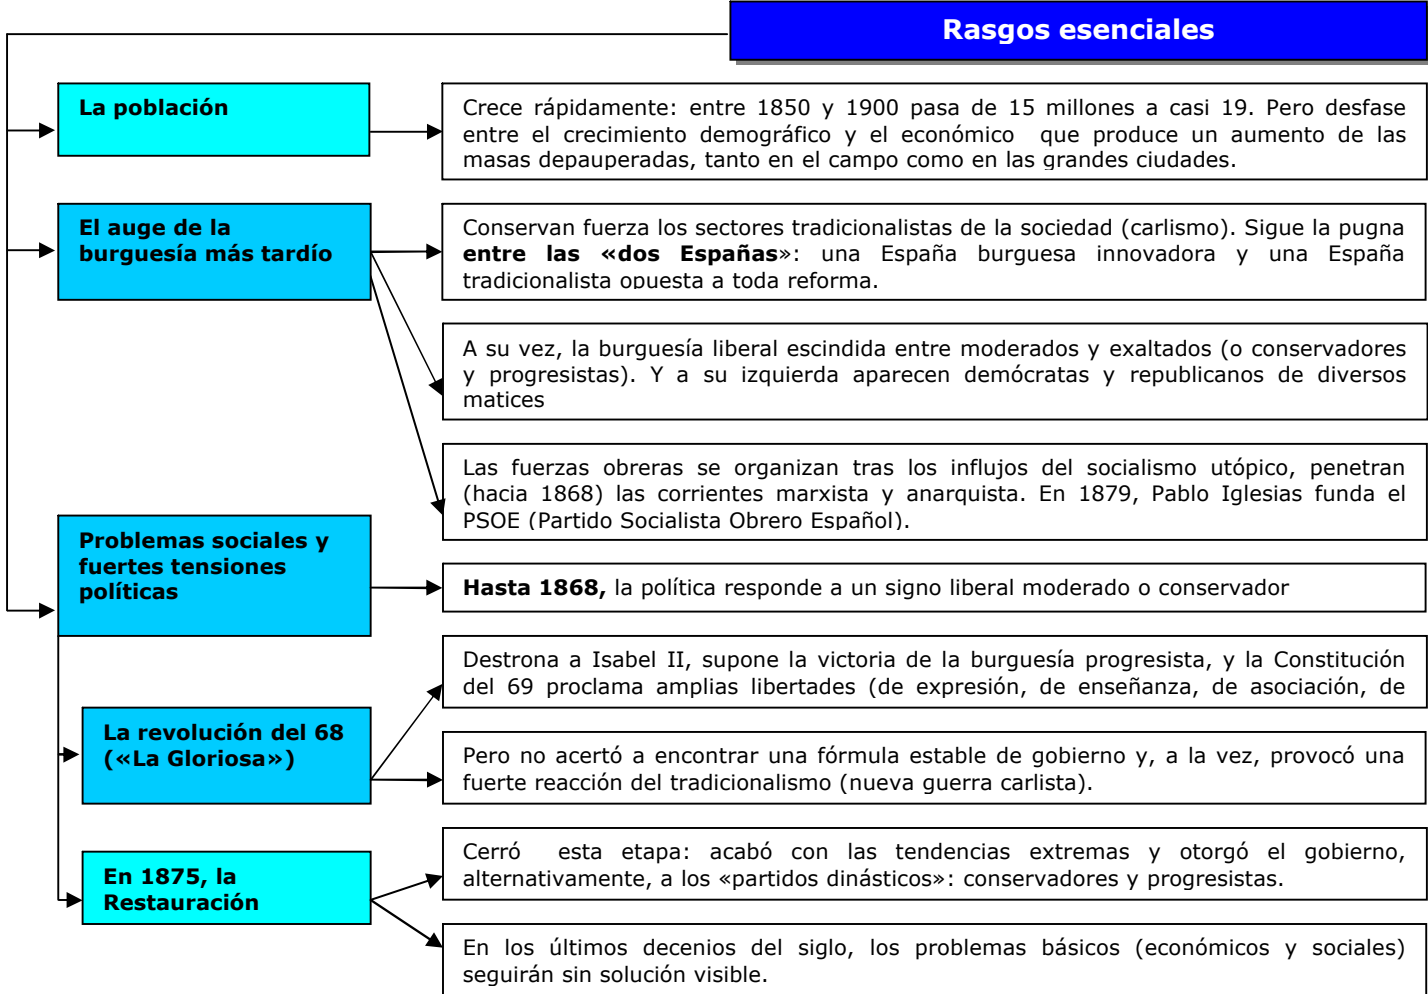 Rasgos esenciales
La población
Crece rápidamente: entre 1850 y 1900 pasa de 15 millones a casi 19. Pero desfase
entre el crecimiento demográfico y el económico que produce un aumento de las
masas depauperadas, tanto en el campo como en las grandes ciudades.
El auge de la
burguesía más tardío
Conservan fuerza los sectores tradicionalistas de la sociedad (carlismo). Sigue la pugna
entre las «dos Españas»: una España burguesa innovadora y una España
tradicionalista opuesta a toda reforma.
A su vez, la burguesía liberal escindida entre moderados y exaltados (o conservadores
y progresistas). Y a su izquierda aparecen demócratas y republicanos de diversos
matices
Las fuerzas obreras se organizan tras los influjos del socialismo utópico, penetran
(hacia 1868) las corrientes marxista y anarquista. En 1879, Pablo Iglesias funda el
PSOE (Partido Socialista Obrero Español).
Problemas sociales y
fuertes tensiones
políticas
Hasta 1868, la política responde a un signo liberal moderado o conservador
La revolución del 68
(«La Gloriosa»)
Destrona a Isabel II, supone la victoria de la burguesía progresista, y la Constitución
del 69 proclama amplias libertades (de expresión, de enseñanza, de asociación, de
Pero no acertó a encontrar una fórmula estable de gobierno y, a la vez, provocó una
fuerte reacción del tradicionalismo (nueva guerra carlista).
En 1875, la
Restauración
Cerró esta etapa: acabó con las tendencias extremas y otorgó el gobierno,
alternativamente, a los «partidos dinásticos»: conservadores y progresistas.
En los últimos decenios del siglo, los problemas básicos (económicos y sociales)
seguirán sin solución visible.